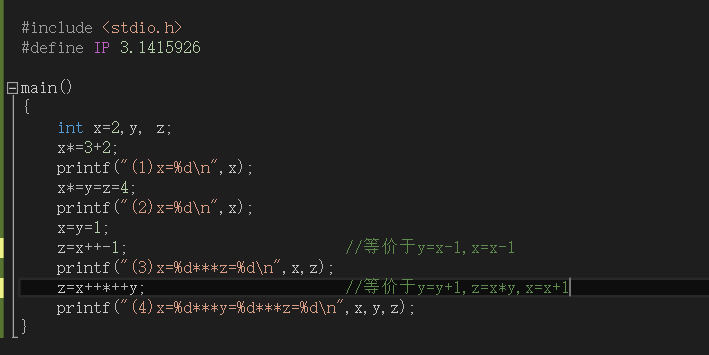 #include <stdio.h>
#define IP 3.1415926
main()
{
int x=2,y, z;
x*=3+2;
printf("(1)x=%d\n",x);
x*=y=z=4;
printf("(2)x=%d\n",x);
x=y=1;
z=x++-1; //等价于y=x-1,x=x-1
printf("(3)x=%d***z=%d\n",x,z);
z=x++*++y; //等价于y=y+1,z=x*y,x=x+1
printf("(4)x=%d***y=%d***z=%d\n",x,y,z);
}